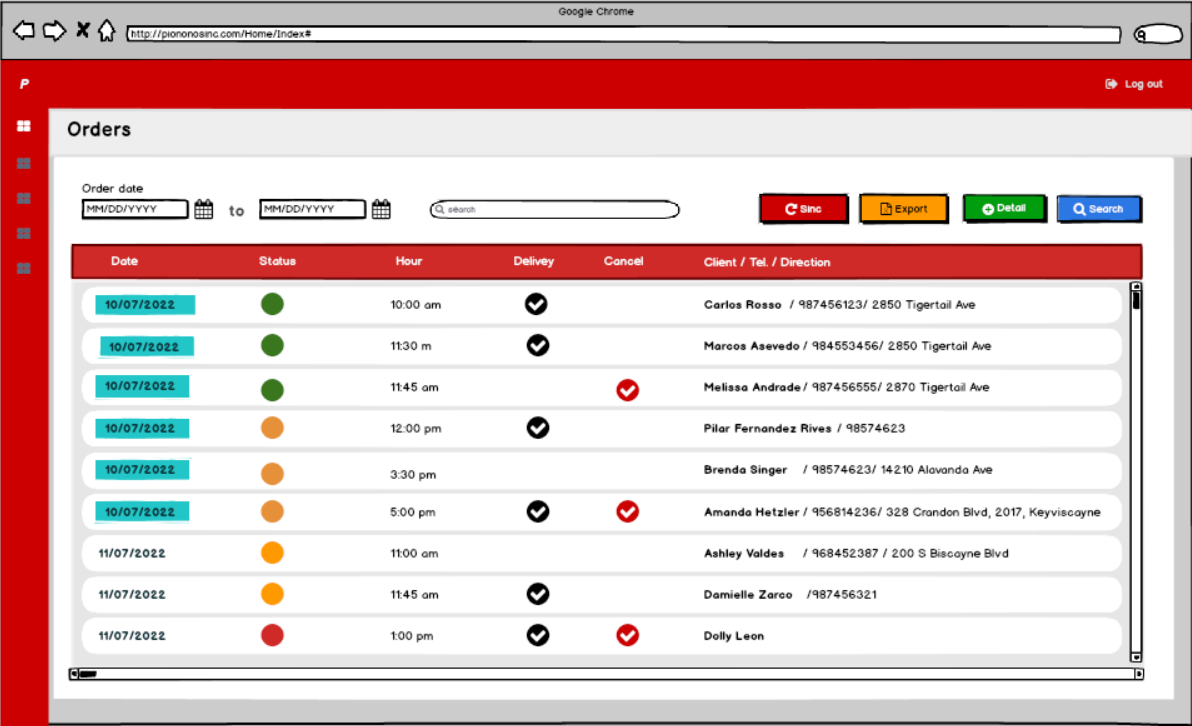 Google Chrome
http://piononosinc.com/Home/Index#
P
Log out
Orders
Order date
MM/DD/YYYY to MM/DD/YYYY search Sinc Export Detail Search
Date Status Hour Delivey Cancel Client / Tel. / Direction
10/07/2022 10:00 am Carlos Rosso / 987456123/ 2850 Tigertail Ave
10/07/2022 11:30 m Marcos Asevedo / 984553456/ 2850 Tigertail Ave
10/07/2022 11:45 am Melissa Andrade / 987456555/ 2870 Tigertail Ave
10/07/2022 12:00 pm Pilar Fernandez Rives / 98574623
10/07/2022 3:30 pm Brenda Singer / 98574623/ 14210 Alavanda Ave
10/07/2022 5:00 pm Amanda Hetzler / 956814236/ 328 Crandon Blvd, 2017, Keyviscayne
11/07/2022 11:00 am Ashley Valdes / 968452387 / 200 S Biscayne Blvd
11/07/2022 11:45 am Damielle Zarco /987456321
11/07/2022 1:00 pm Dolly Leon